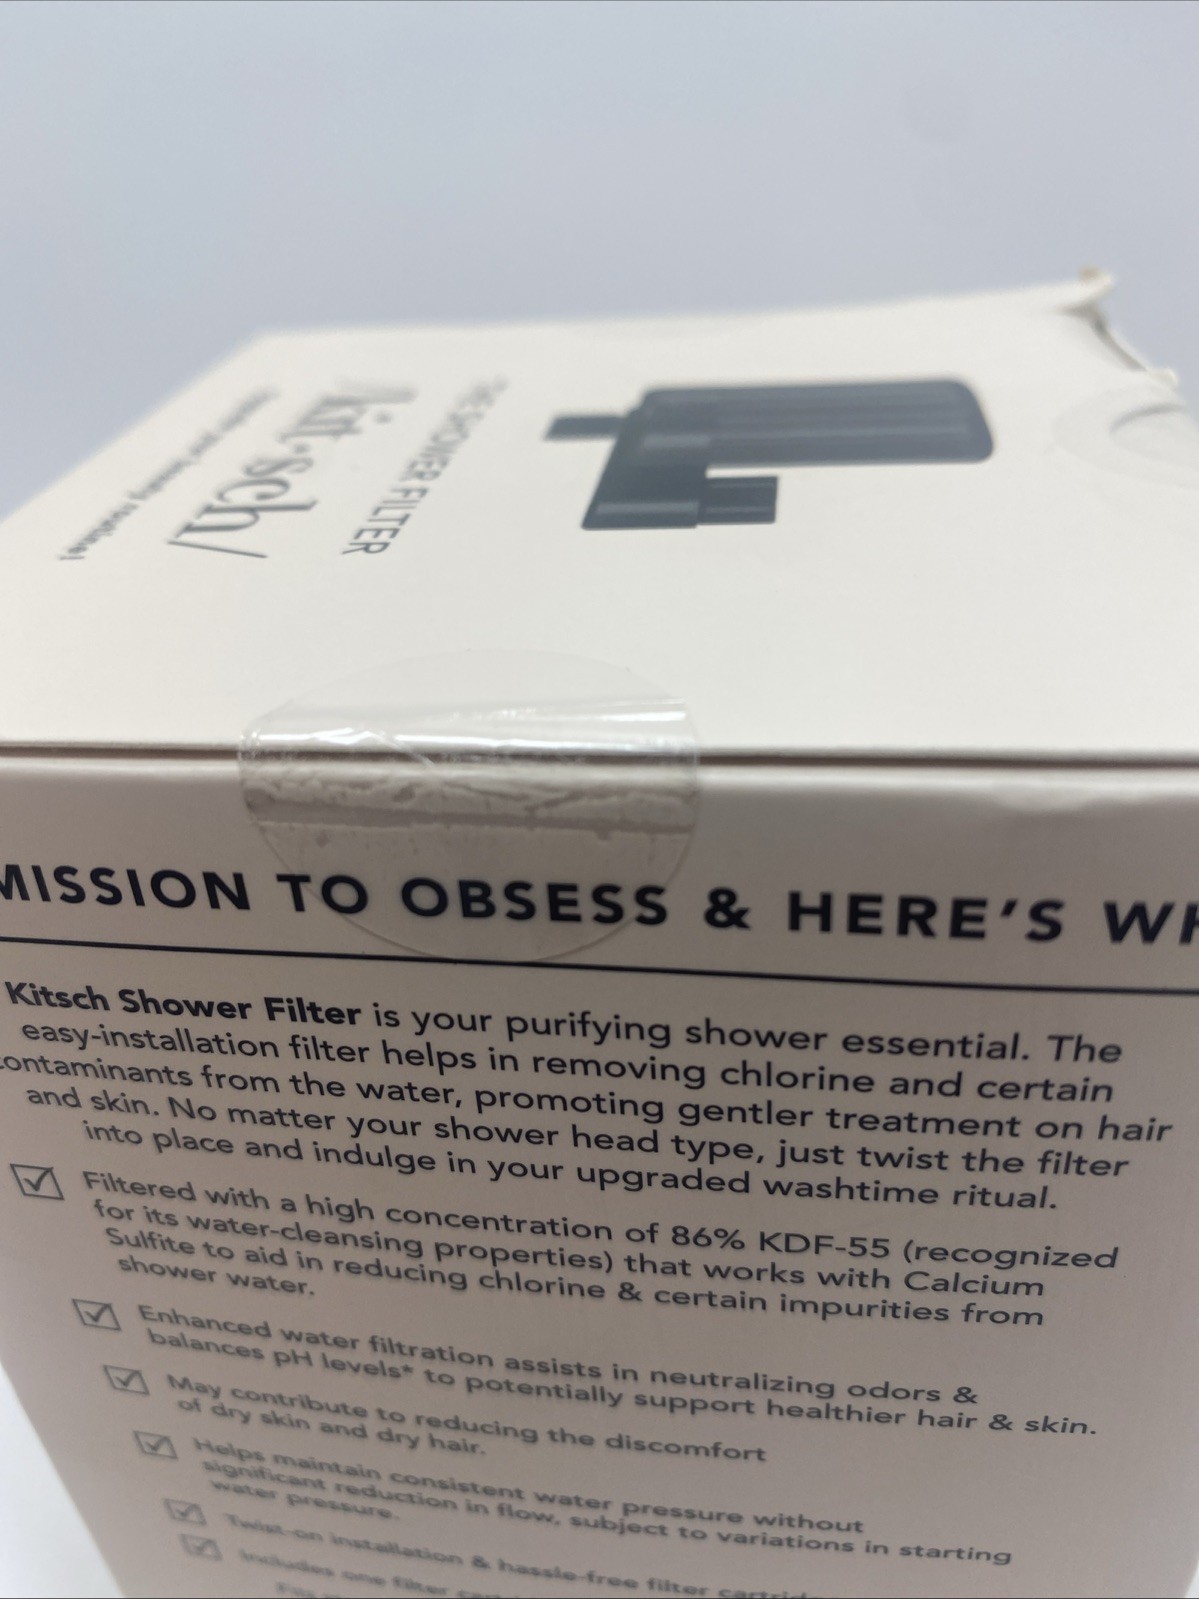 THE SHOWER FILTER
/kit•sch/
Upgrade your beauty routine!
MISSION TO OBSESS & HERE'S
Kitsch Shower Filter is your purifying shower essential. The
easy-installation filter helps in removing chlorine and certain
contaminants from the water, promoting gentler treatment on hair
and skin. No matter your shower head type, just twist the filter
into place and indulge in your upgraded washtime ritual.
Filtered with a high concentration of 86% KDF-55 (recognized
for its water-cleansing properties) that works with Calcium
Sulfite to aid in reducing chlorine & certain impurities from
shower water.
Enhanced water filtration assists in neutralizing odors &
balances pH levels* to potentially support healthier hair & skin.
May contribute to reducing the discomfort
of dry skin and dry hair.
Helps maintain consistent water pressure without
significant reduction in flow, subject to variations in starting
water pressure.
Twist-on installation & hassle-free filter
Includes one filter